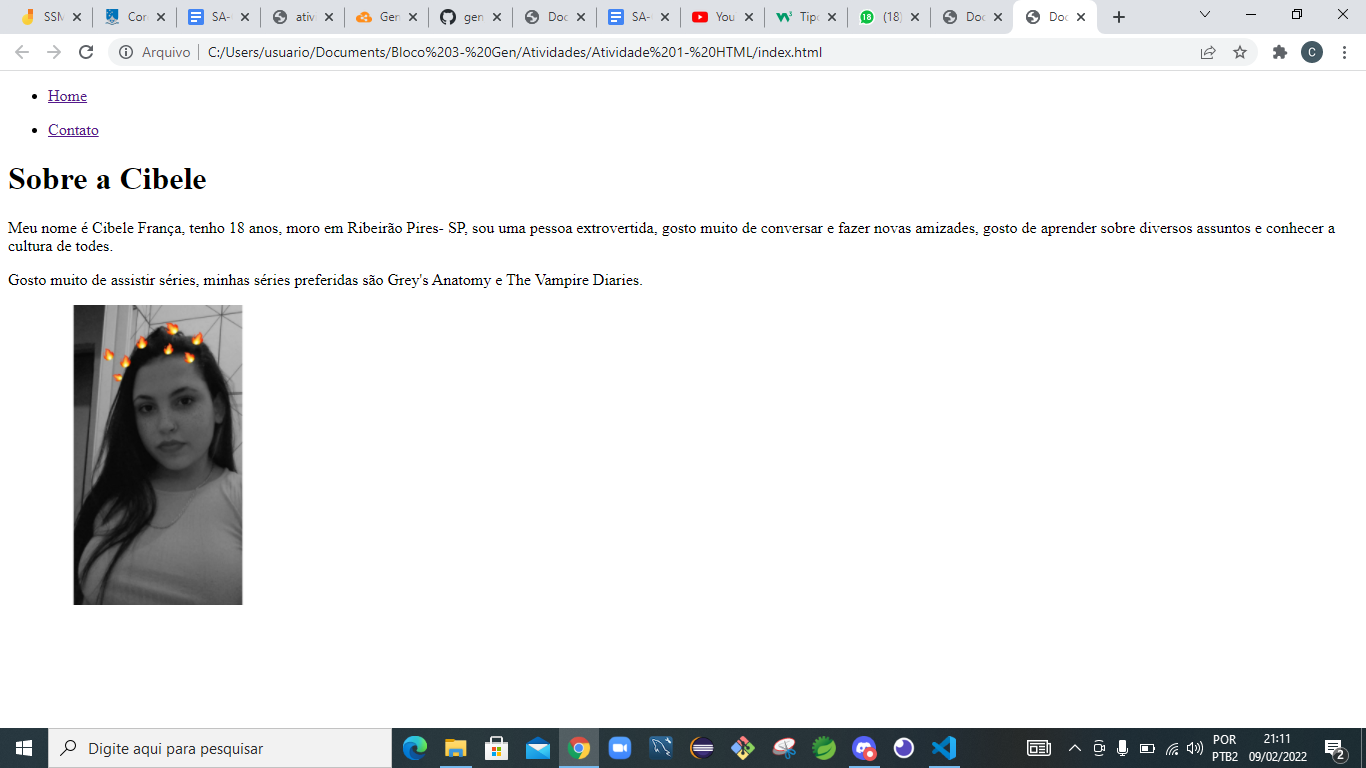 SSM
Cor
SA-
ativ
Gen
gen
Doc
SA-
You
Tipo
(18)
Doc
Doc
Arquivo
C:/Users/usuario/Documents/Bloco%203-%20Gen/Atividades/Atividade%201-%20HTML/index.html
C
Home
Contato
Sobre a Cibele
Meu nome é Cibele França, tenho 18 anos, moro em Ribeirão Pires- SP, sou uma pessoa extrovertida, gosto muito de conversar e fazer novas amizades, gosto de aprender sobre diversos assuntos e conhecer a
cultura de todes.
Gosto muito de assistir séries, minhas séries preferidas são Grey's Anatomy e The Vampire Diaries.
Digite aqui para pesquisar
POR
PTB2
21:11
09/02/2022
2